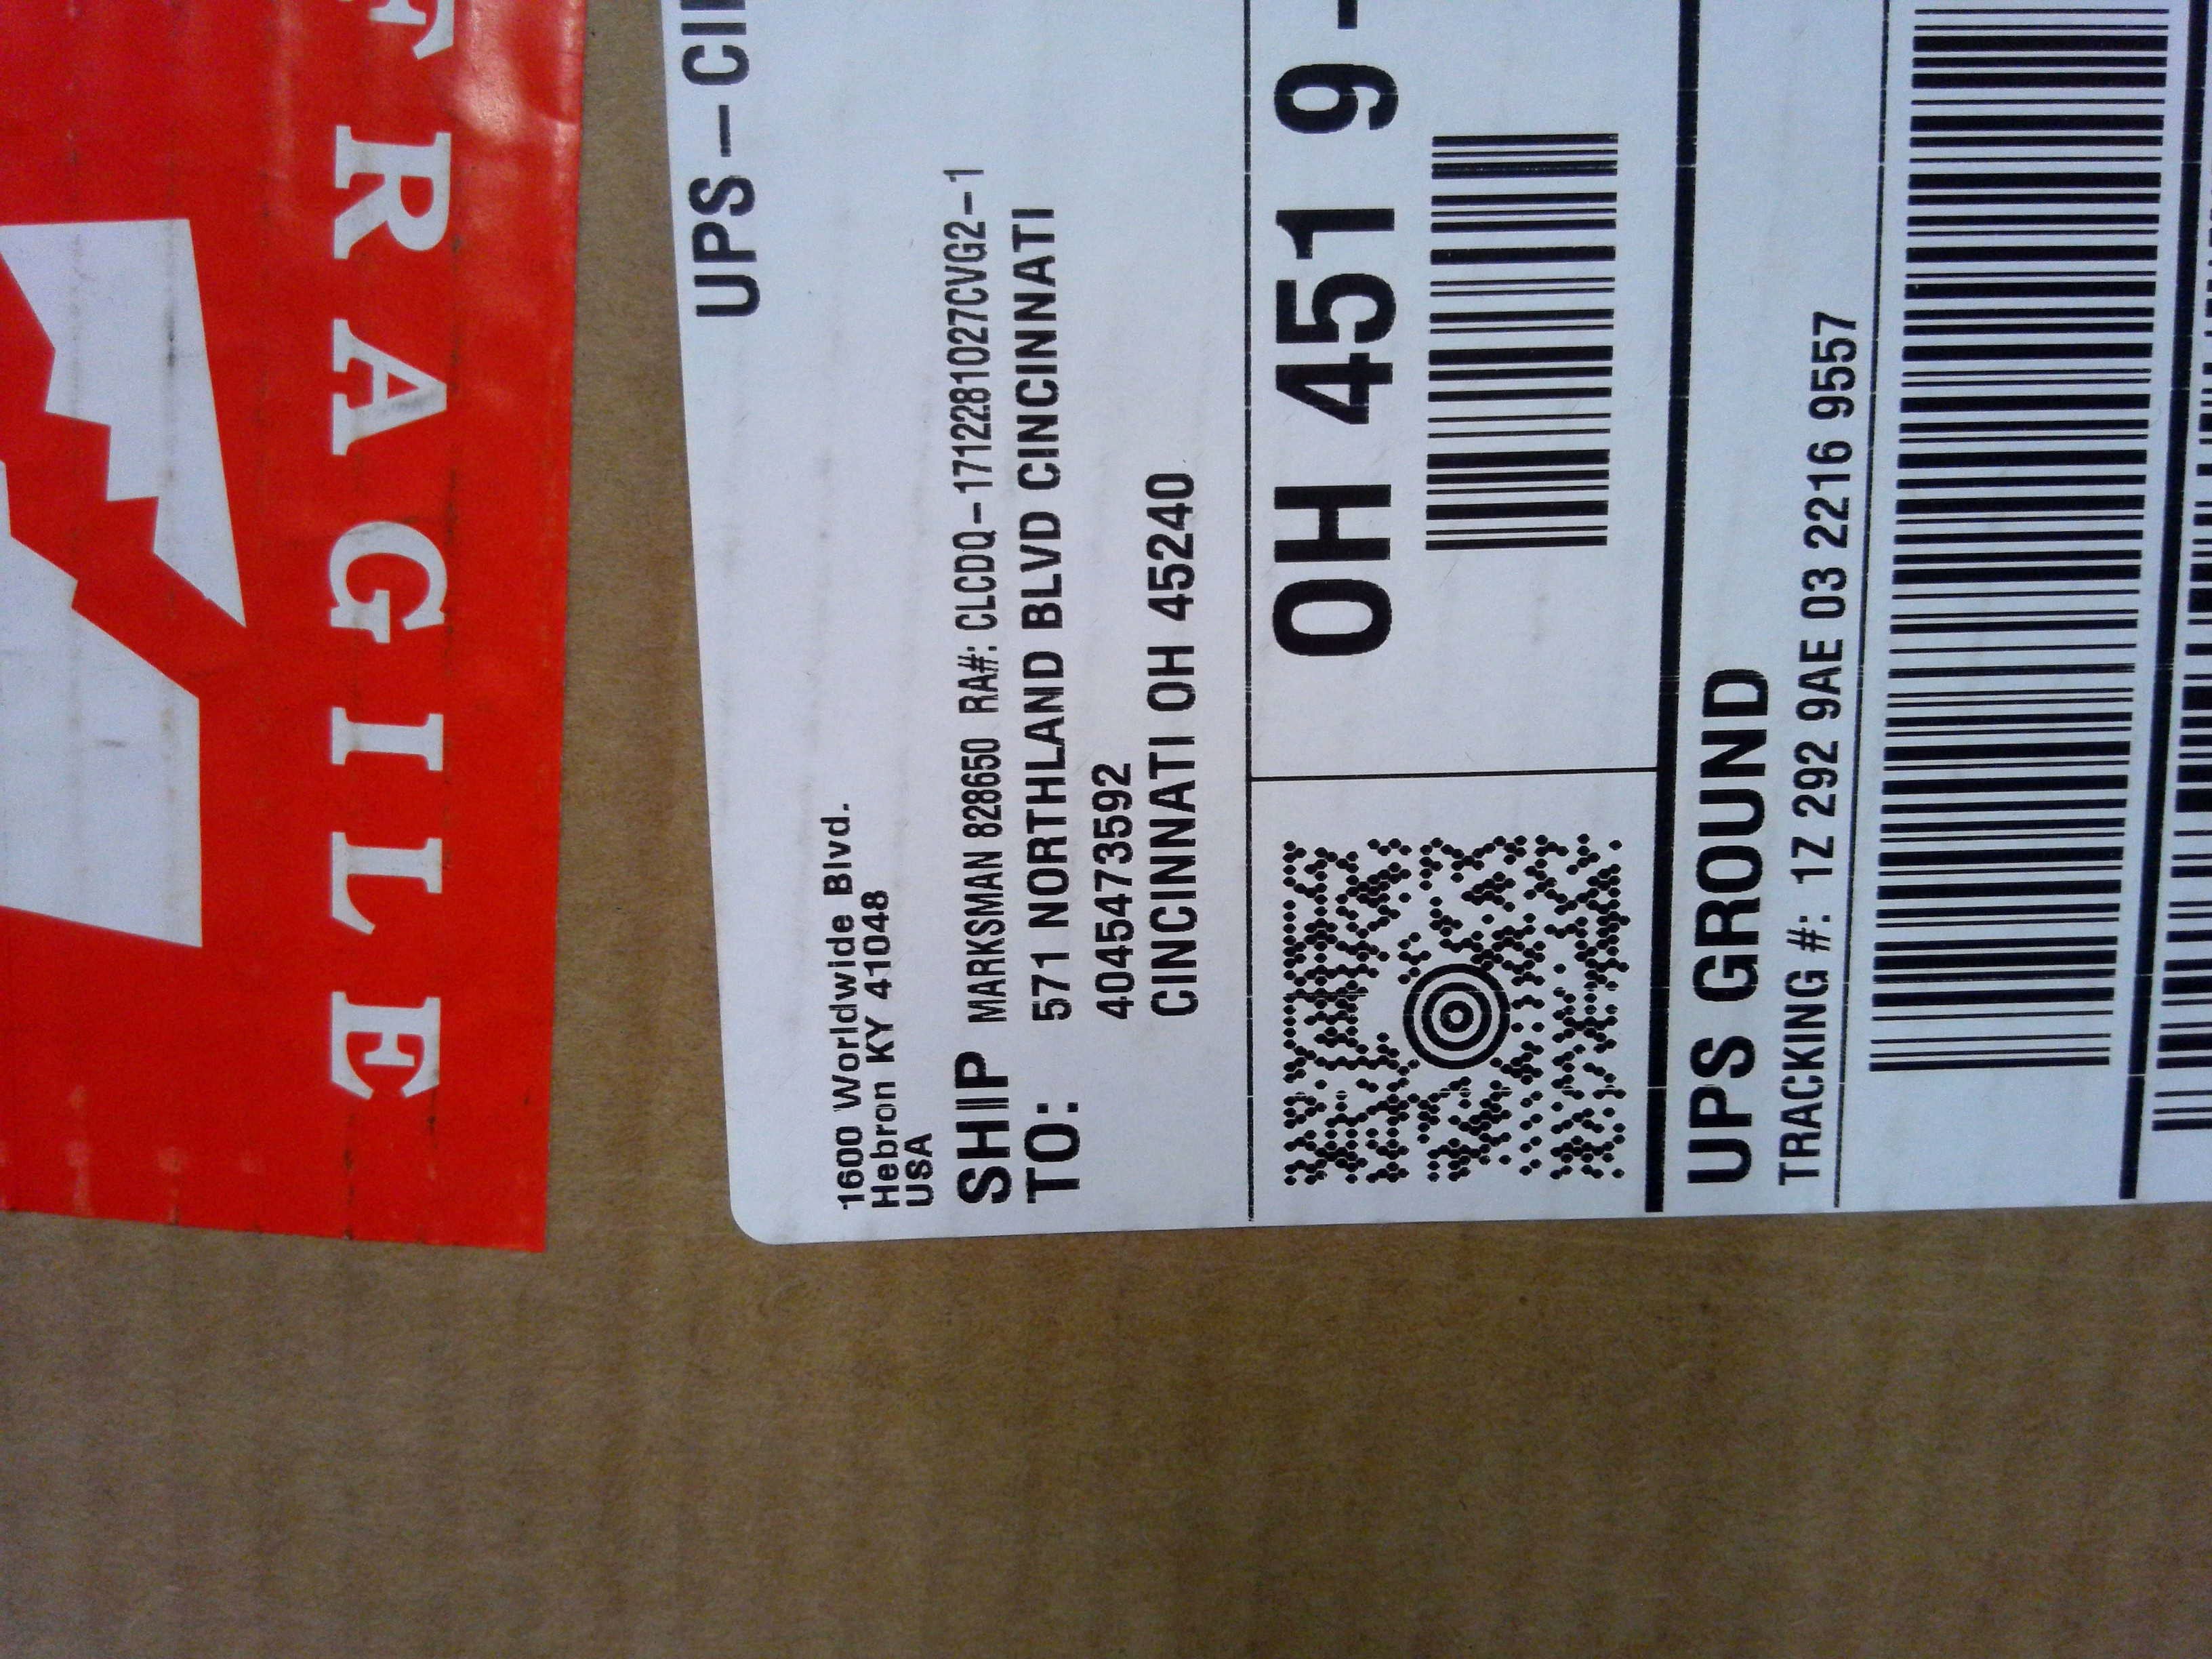 FRAGILE
UPS-CI
1600 Worldwide Blvd.
Hebron KY 41048
USA
SHIP TO:
MARKSMAN 828650 RA#: CLCDQ-1712281027CVG2-1
571 NORTHLAND BLVD CINCINNATI
4045473592
CINCINNATI OH 45240
OH 451 9-
UPS GROUND
TRACKING #: 1Z 292 9AE 03 2216 9557